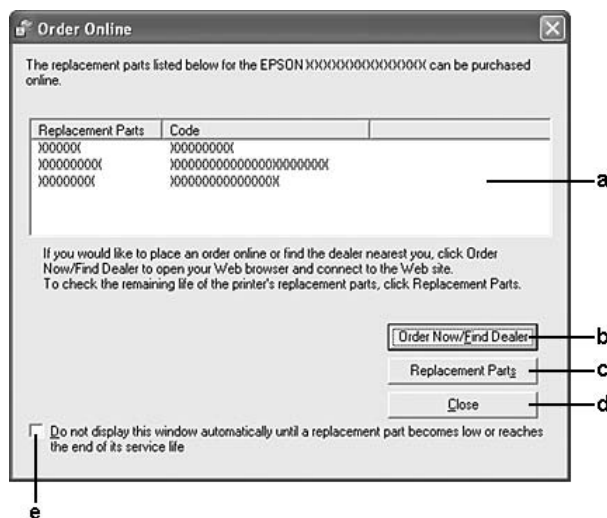 Order Online
The replacement parts listed below for the EPSON XXXXXXXXXXXXXXXX can be purchased
online.
Replacement Parts Code
XXXXXX XXXXXXXXX
XXXXXXXXX XXXXXXXXXXXXXXXXXXXXXXX
XXXXXXXX XXXXXXXXXXXXXXX
a
If you would like to place an order online or find the dealer nearest you, click Order
Now/Find Dealer to open your Web browser and connect to the Web site.
To check the remaining life of the printer's replacement parts, click Replacement Parts.
Order Now/Find Dealer b
Replacement Parts c
Close d
Do not display this window automatically until a replacement part becomes low or reaches
the end of its service life
e